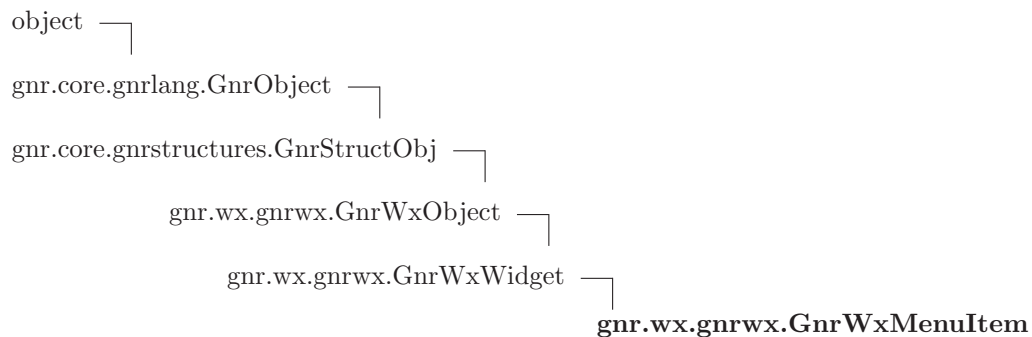 object
gnr.core.gnrlang.GnrObject
gnr.core.gnrstructures.GnrStructObj
gnr.wx.gnrwx.GnrWxObject
gnr.wx.gnrwx.GnrWxWidget
gnr.wx.gnrwx.GnrWxMenuItem